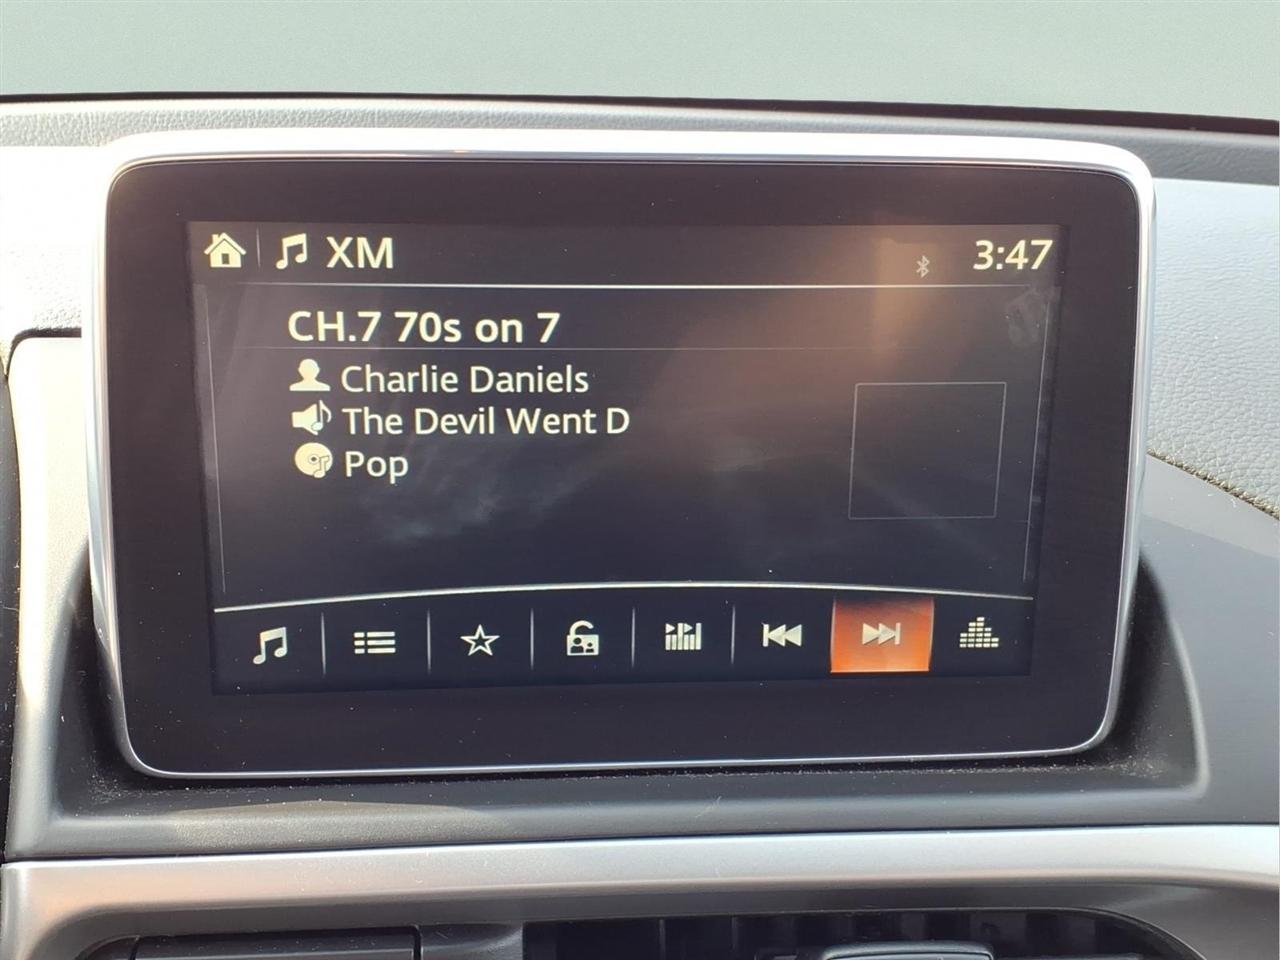 XM 3:47
CH.7 70s on 7
Charlie Daniels
The Devil Went D
Pop